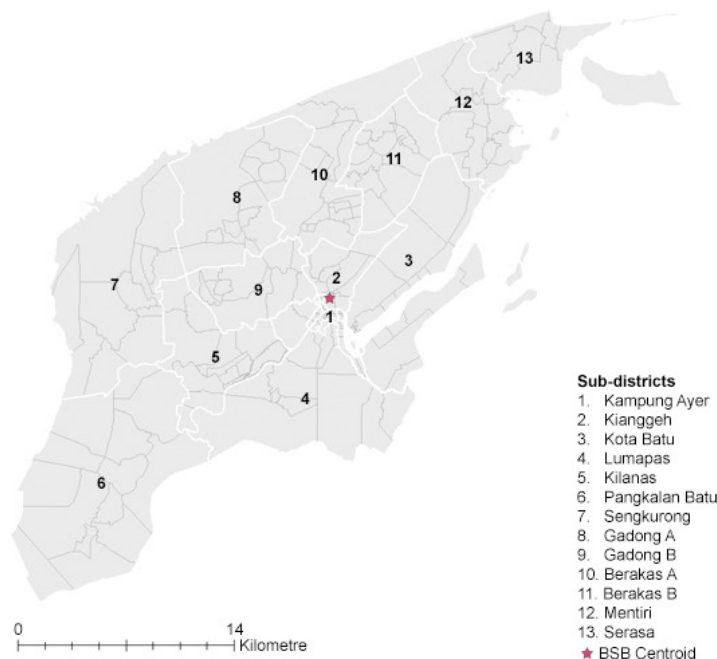 13
12
11
10
8
3
2
7
9
1
5
4
6
Sub-districts
1. Kampung Ayer
2. Kianggeh
3. Kota Batu
4. Lumapas
5. Kilanas
6. Pangkalan Batu
7. Sengkurong
8. Gadong A
9. Gadong B
10. Berakas A
11. Berakas B
12. Mentiri
13. Serasa
BSB Centroid
0 14
Kilometre